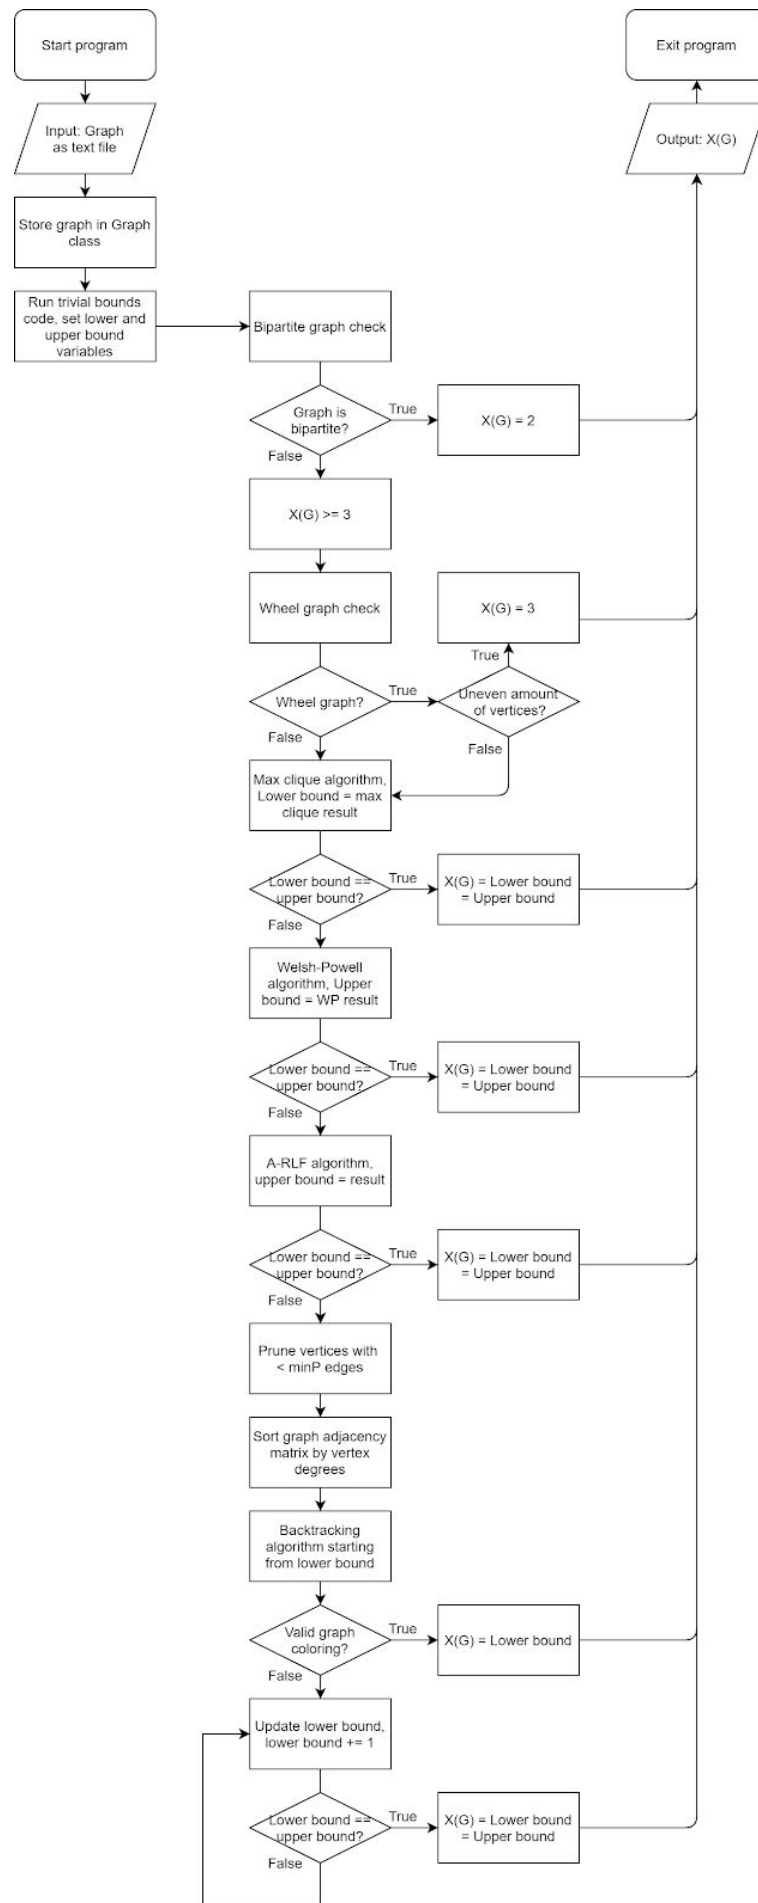 Start program
Exit program
Input: Graph
as text file
Output: X(G)
Store graph in Graph
class
Run trivial bounds
code, set lower and
upper bound
variables
Bipartite graph check
Graph is
bipartite?
True
X(G) = 2
False
X(G) >= 3
Wheel graph check
X(G) = 3
True
Wheel graph?
True
Uneven amount
of vertices?
False
False
Max clique algorithm,
Lower bound = max
clique result
Lower bound ==
upper bound?
True
X(G) = Lower bound
= Upper bound
False
Welsh-Powell
algorithm, Upper
bound = WP result
Lower bound ==
upper bound?
True
X(G) = Lower bound
= Upper bound
False
A-RLF algorithm,
upper bound = result
Lower bound ==
upper bound?
True
X(G) = Lower bound
= Upper bound
False
Prune vertices with
< minP edges
Sort graph adjacency
matrix by vertex
degrees
Backtracking
algorithm starting
from lower bound
Valid graph
coloring?
True
X(G) = Lower bound
False
Update lower bound,
lower bound += 1
Lower bound ==
upper bound?
True
X(G) = Lower bound
= Upper bound
False